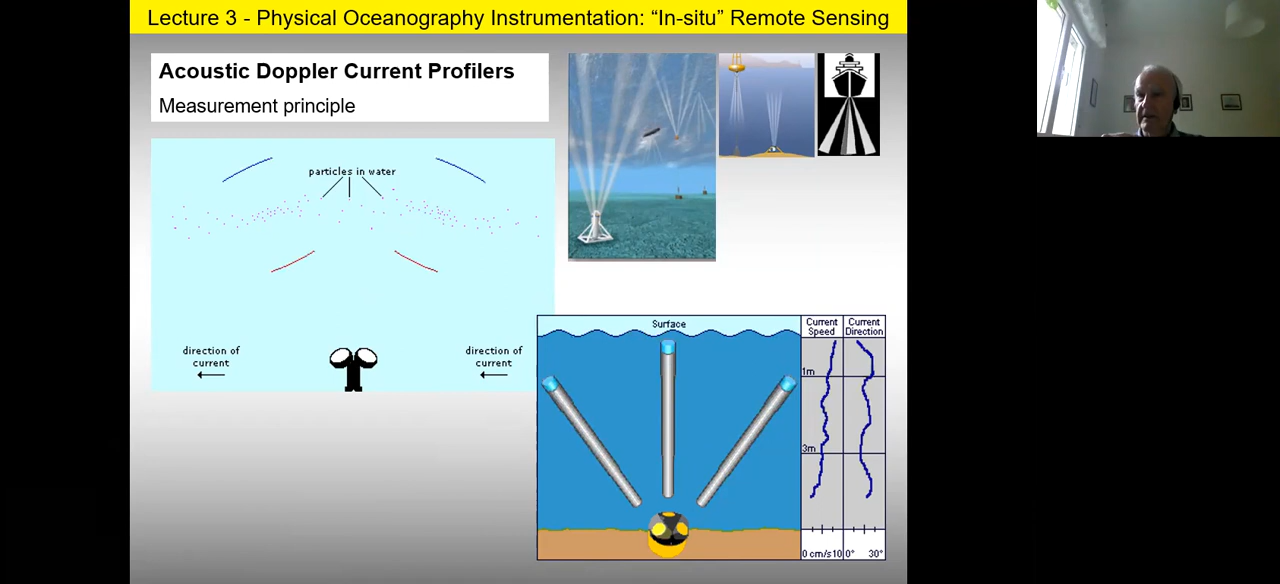 Lecture 3 - Physical Oceanography Instrumentation: “In-situ” Remote Sensing
Acoustic Doppler Current Profilers
Measurement principle
particles in water
direction of
current
direction of
current
Surface
Current
Speed
Current
Direction
1m
3m
0 cm/s10
0° 30°